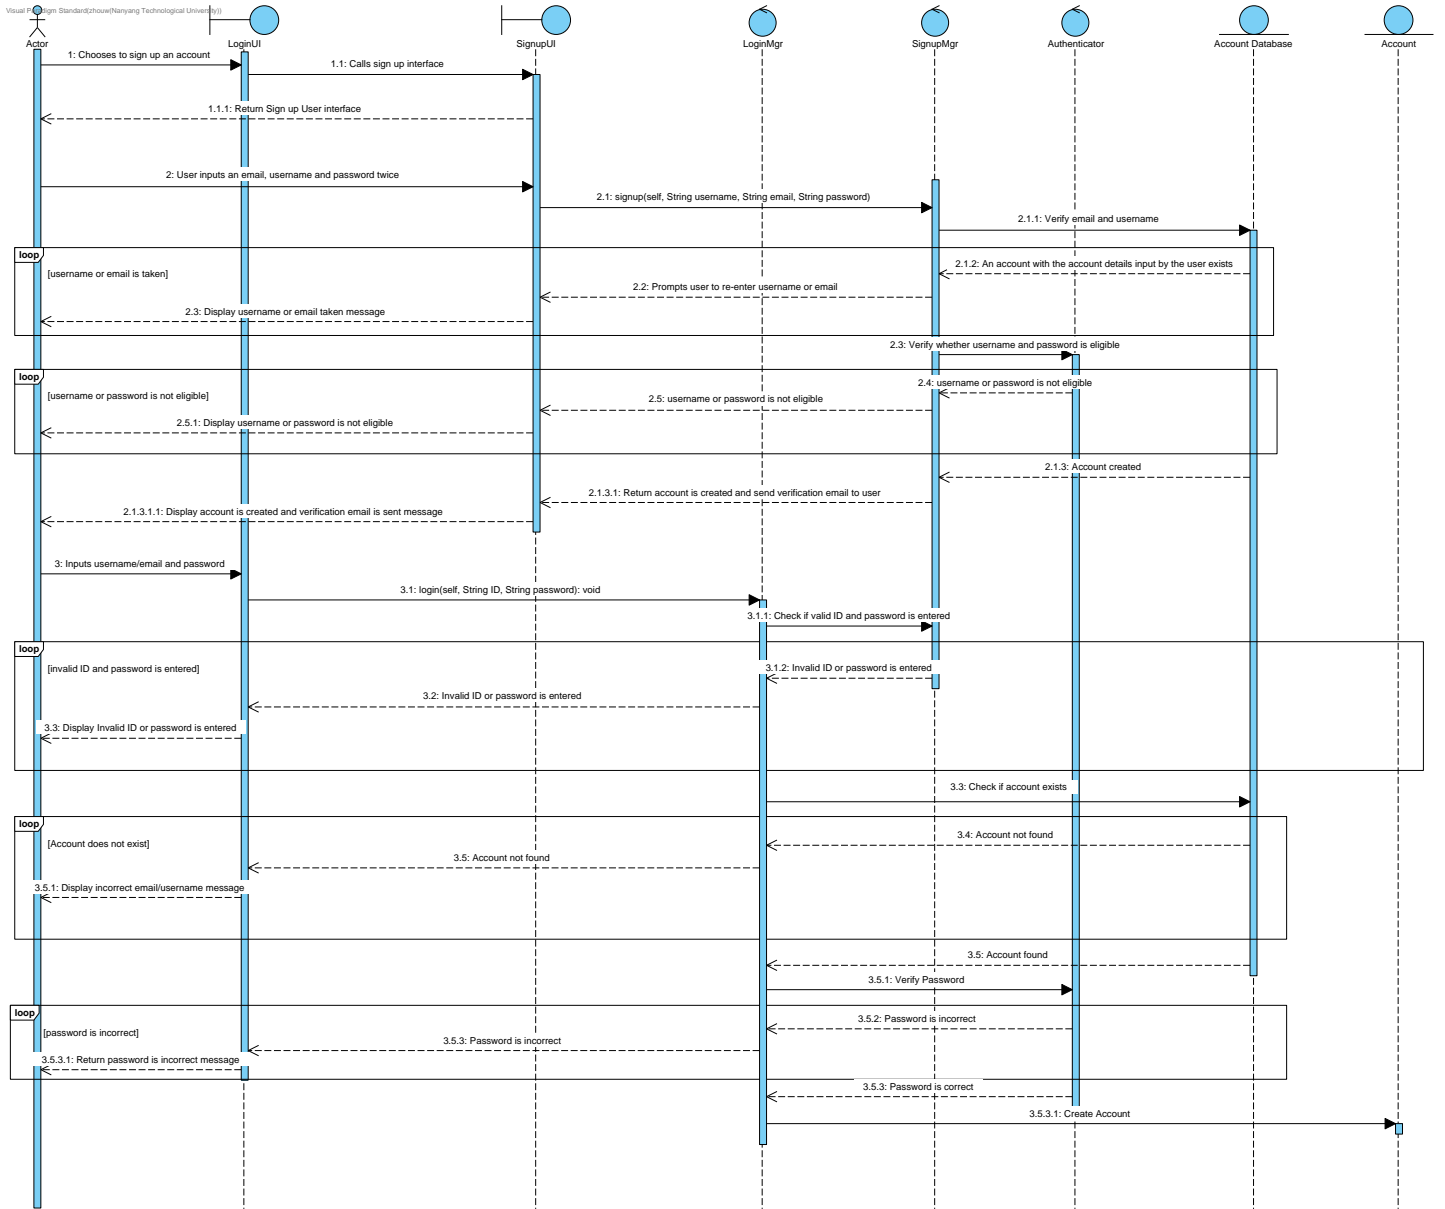 Visual Paradigm Standard(zhouw(Nanyang Technological University))
Actor
LoginUI
SignupUI
LoginMgr
SignupMgr
Authenticator
Account Database
Account
1: Chooses to sign up an account
1.1: Calls sign up interface
1.1.1: Return Sign up User interface
2: User inputs an email, username and password twice
2.1: signup(self, String username, String email, String password)
2.1.1: Verify email and username
loop
[username or email is taken]
2.1.2: An account with the account details input by the user exists
2.2: Prompts user to re-enter username or email
2.3: Display username or email taken message
2.3: Verify whether username and password is eligible
loop
[username or password is not eligible]
2.4: username or password is not eligible
2.5: username or password is not eligible
2.5.1: Display username or password is not eligible
2.1.3: Account created
2.1.3.1: Return account is created and send verification email to user
2.1.3.1.1: Display account is created and verification email is sent message
3: Inputs username/email and password
3.1: login(self, String ID, String password): void
3.1.1: Check if valid ID and password is entered
loop
[invalid ID and password is entered]
3.1.2: Invalid ID or password is entered
3.2: Invalid ID or password is entered
3.3: Display Invalid ID or password is entered
3.3: Check if account exists
loop
[Account does not exist]
3.4: Account not found
3.5: Account not found
3.5.1: Display incorrect email/username message
3.5: Account found
3.5.1: Verify Password
loop
[password is incorrect]
3.5.2: Password is incorrect
3.5.3: Password is incorrect
3.5.3.1: Return password is incorrect message
3.5.3: Password is correct
3.5.3.1: Create Account